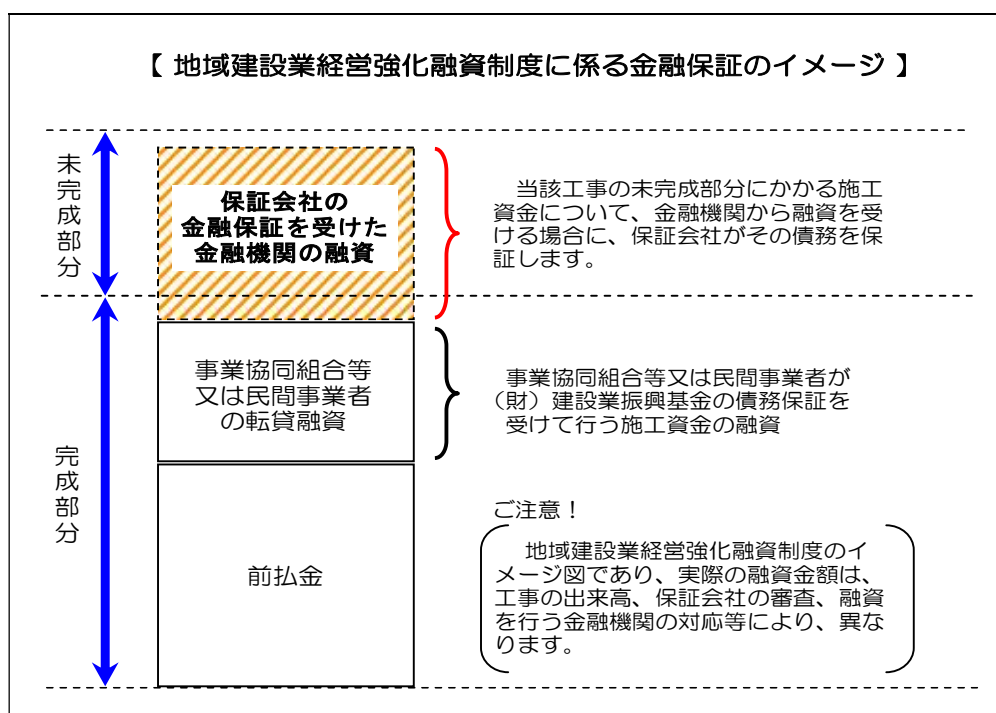 【 地域建設業経営強化融資制度に係る金融保証のイメージ 】
未完成部分
保証会社の
金融保証を受けた
金融機関の融資
当該工事の未完成部分にかかる施工
資金について、金融機関から融資を受
ける場合に、保証会社がその債務を保
証します。
完成部分
事業協同組合等
又は民間事業者
の転貸融資
事業協同組合等又は民間事業者が
（財）建設業振興基金の債務保証を
受けて行う施工資金の融資
前払金
ご注意！
地域建設業経営強化融資制度のイ
メージ図であり、実際の融資金額は、
工事の出来高、保証会社の審査、融資
を行う金融機関の対応等により、異な
ります。